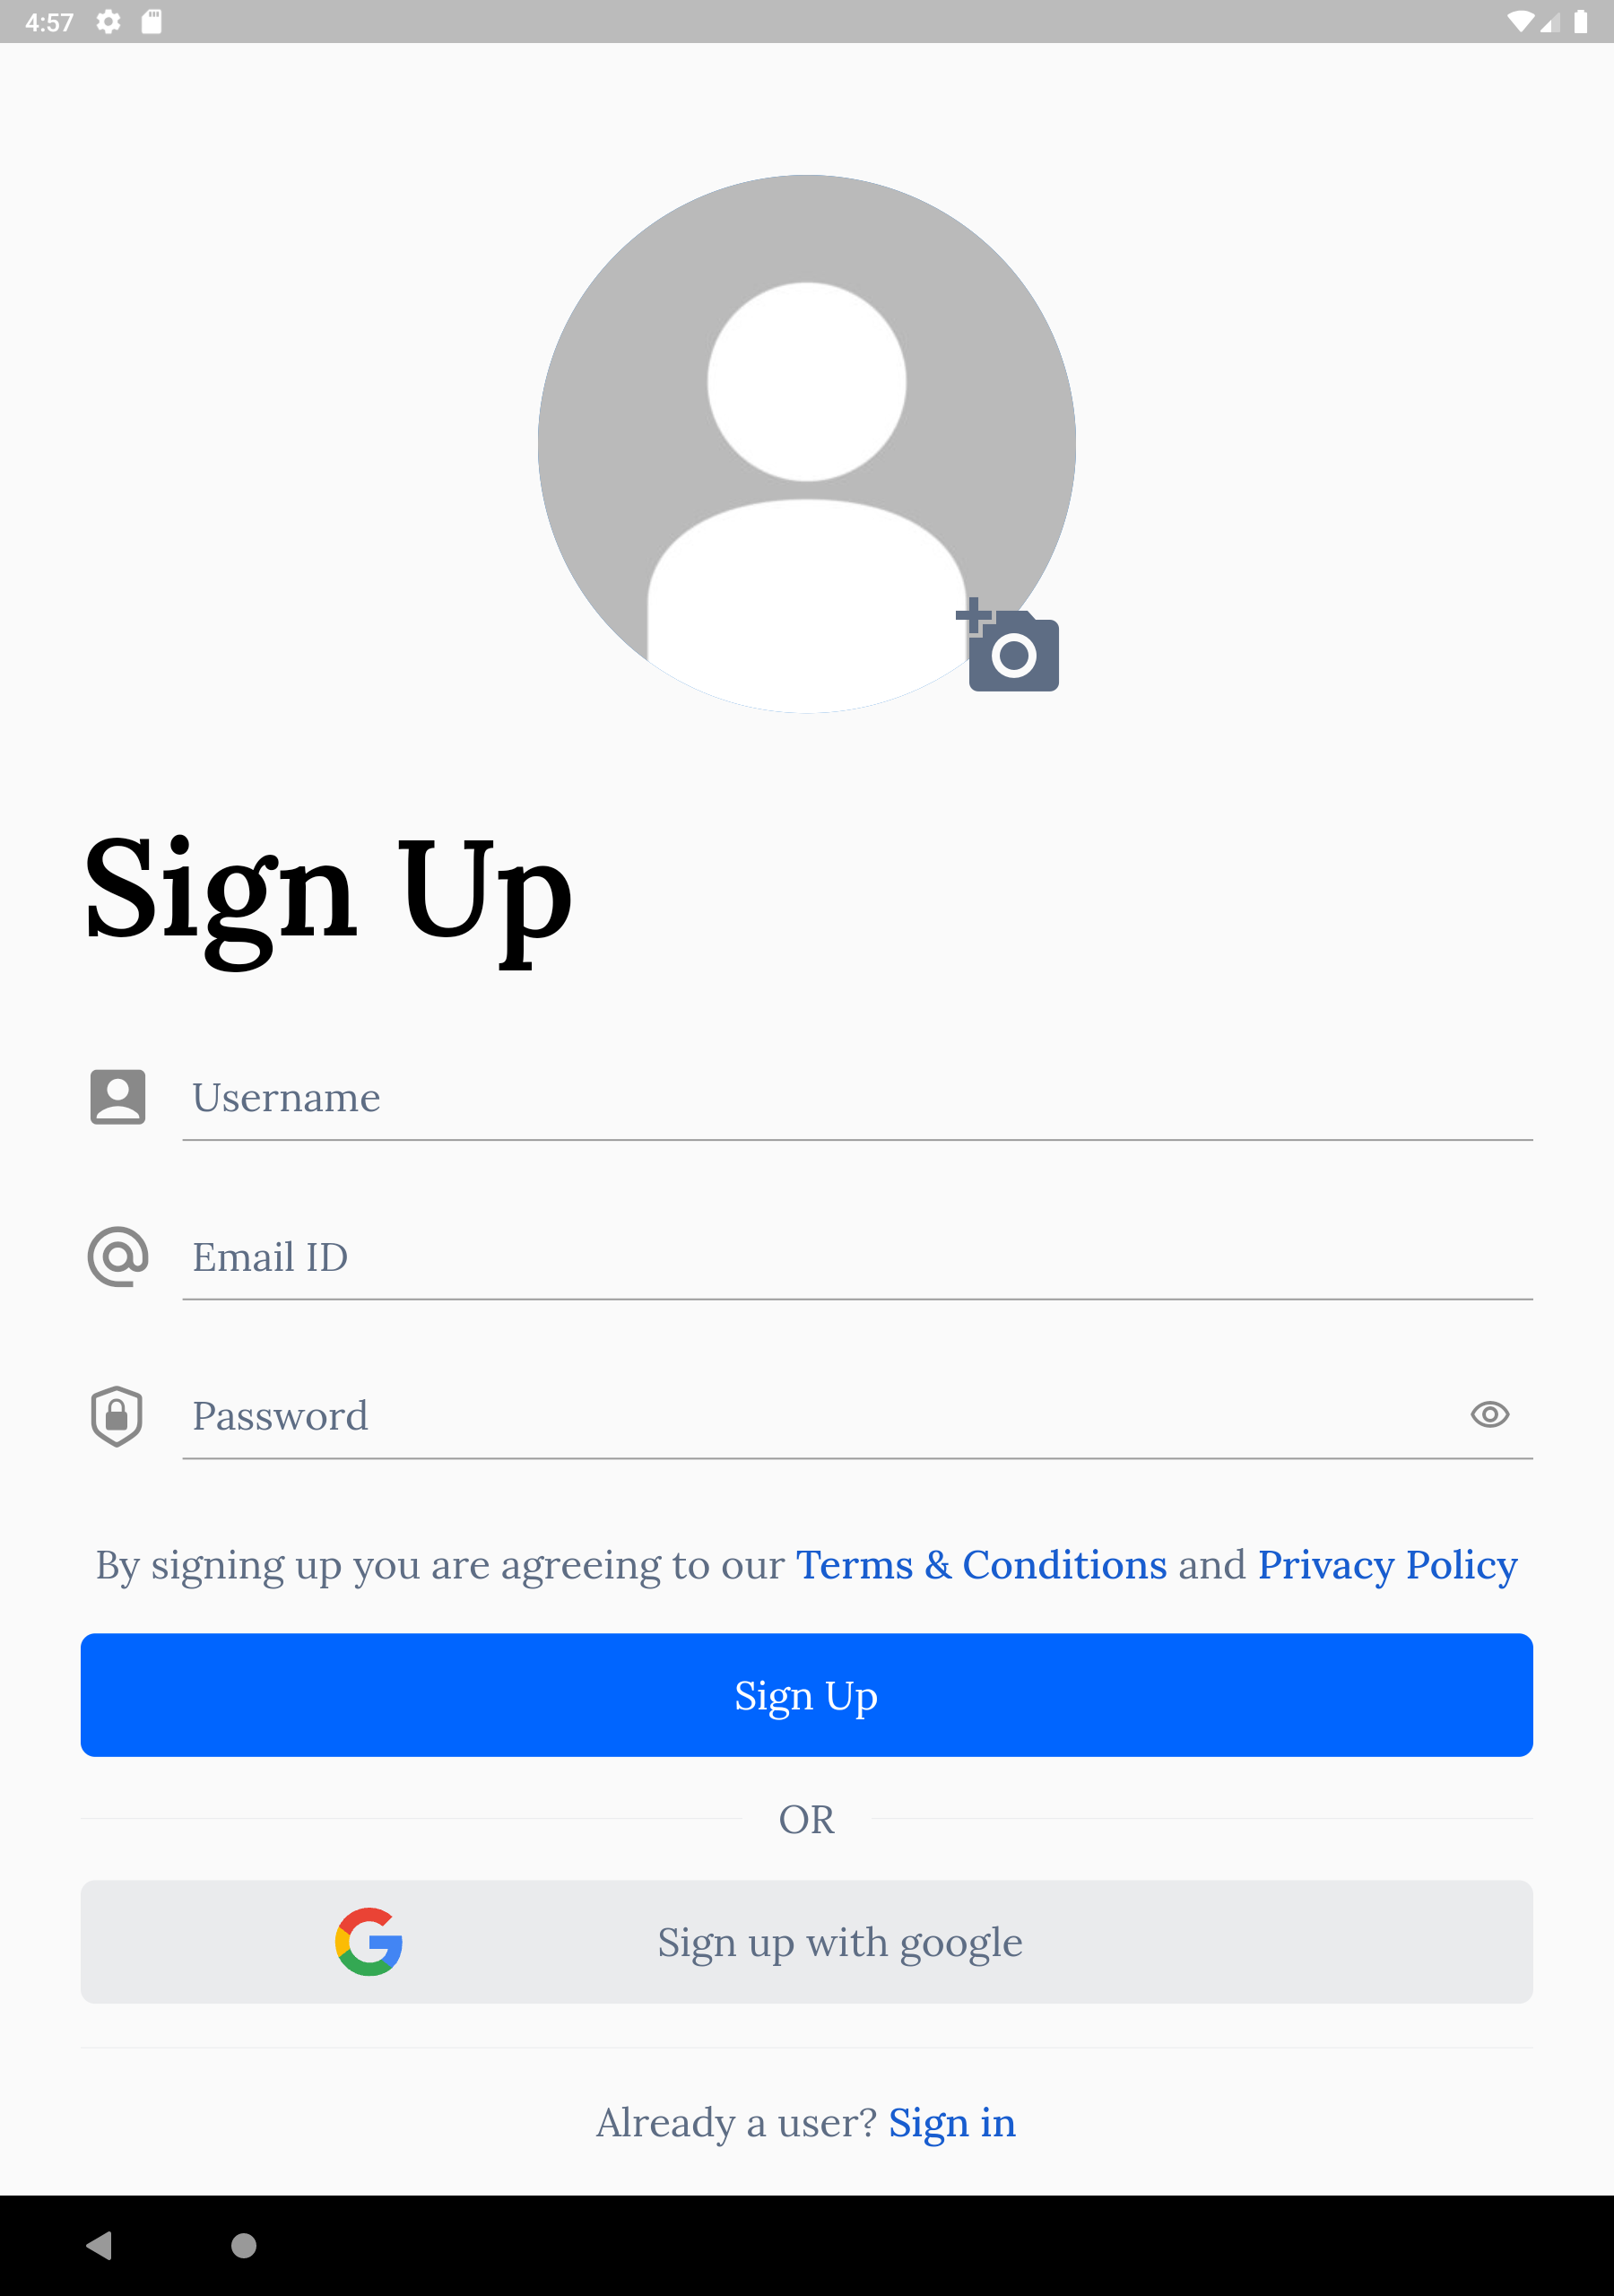 4:57
Sign Up
Username
Email ID
Password
By signing up you are agreeing to our Terms & Conditions and Privacy Policy
Sign Up
OR
Sign up with google
Already a user? Sign in